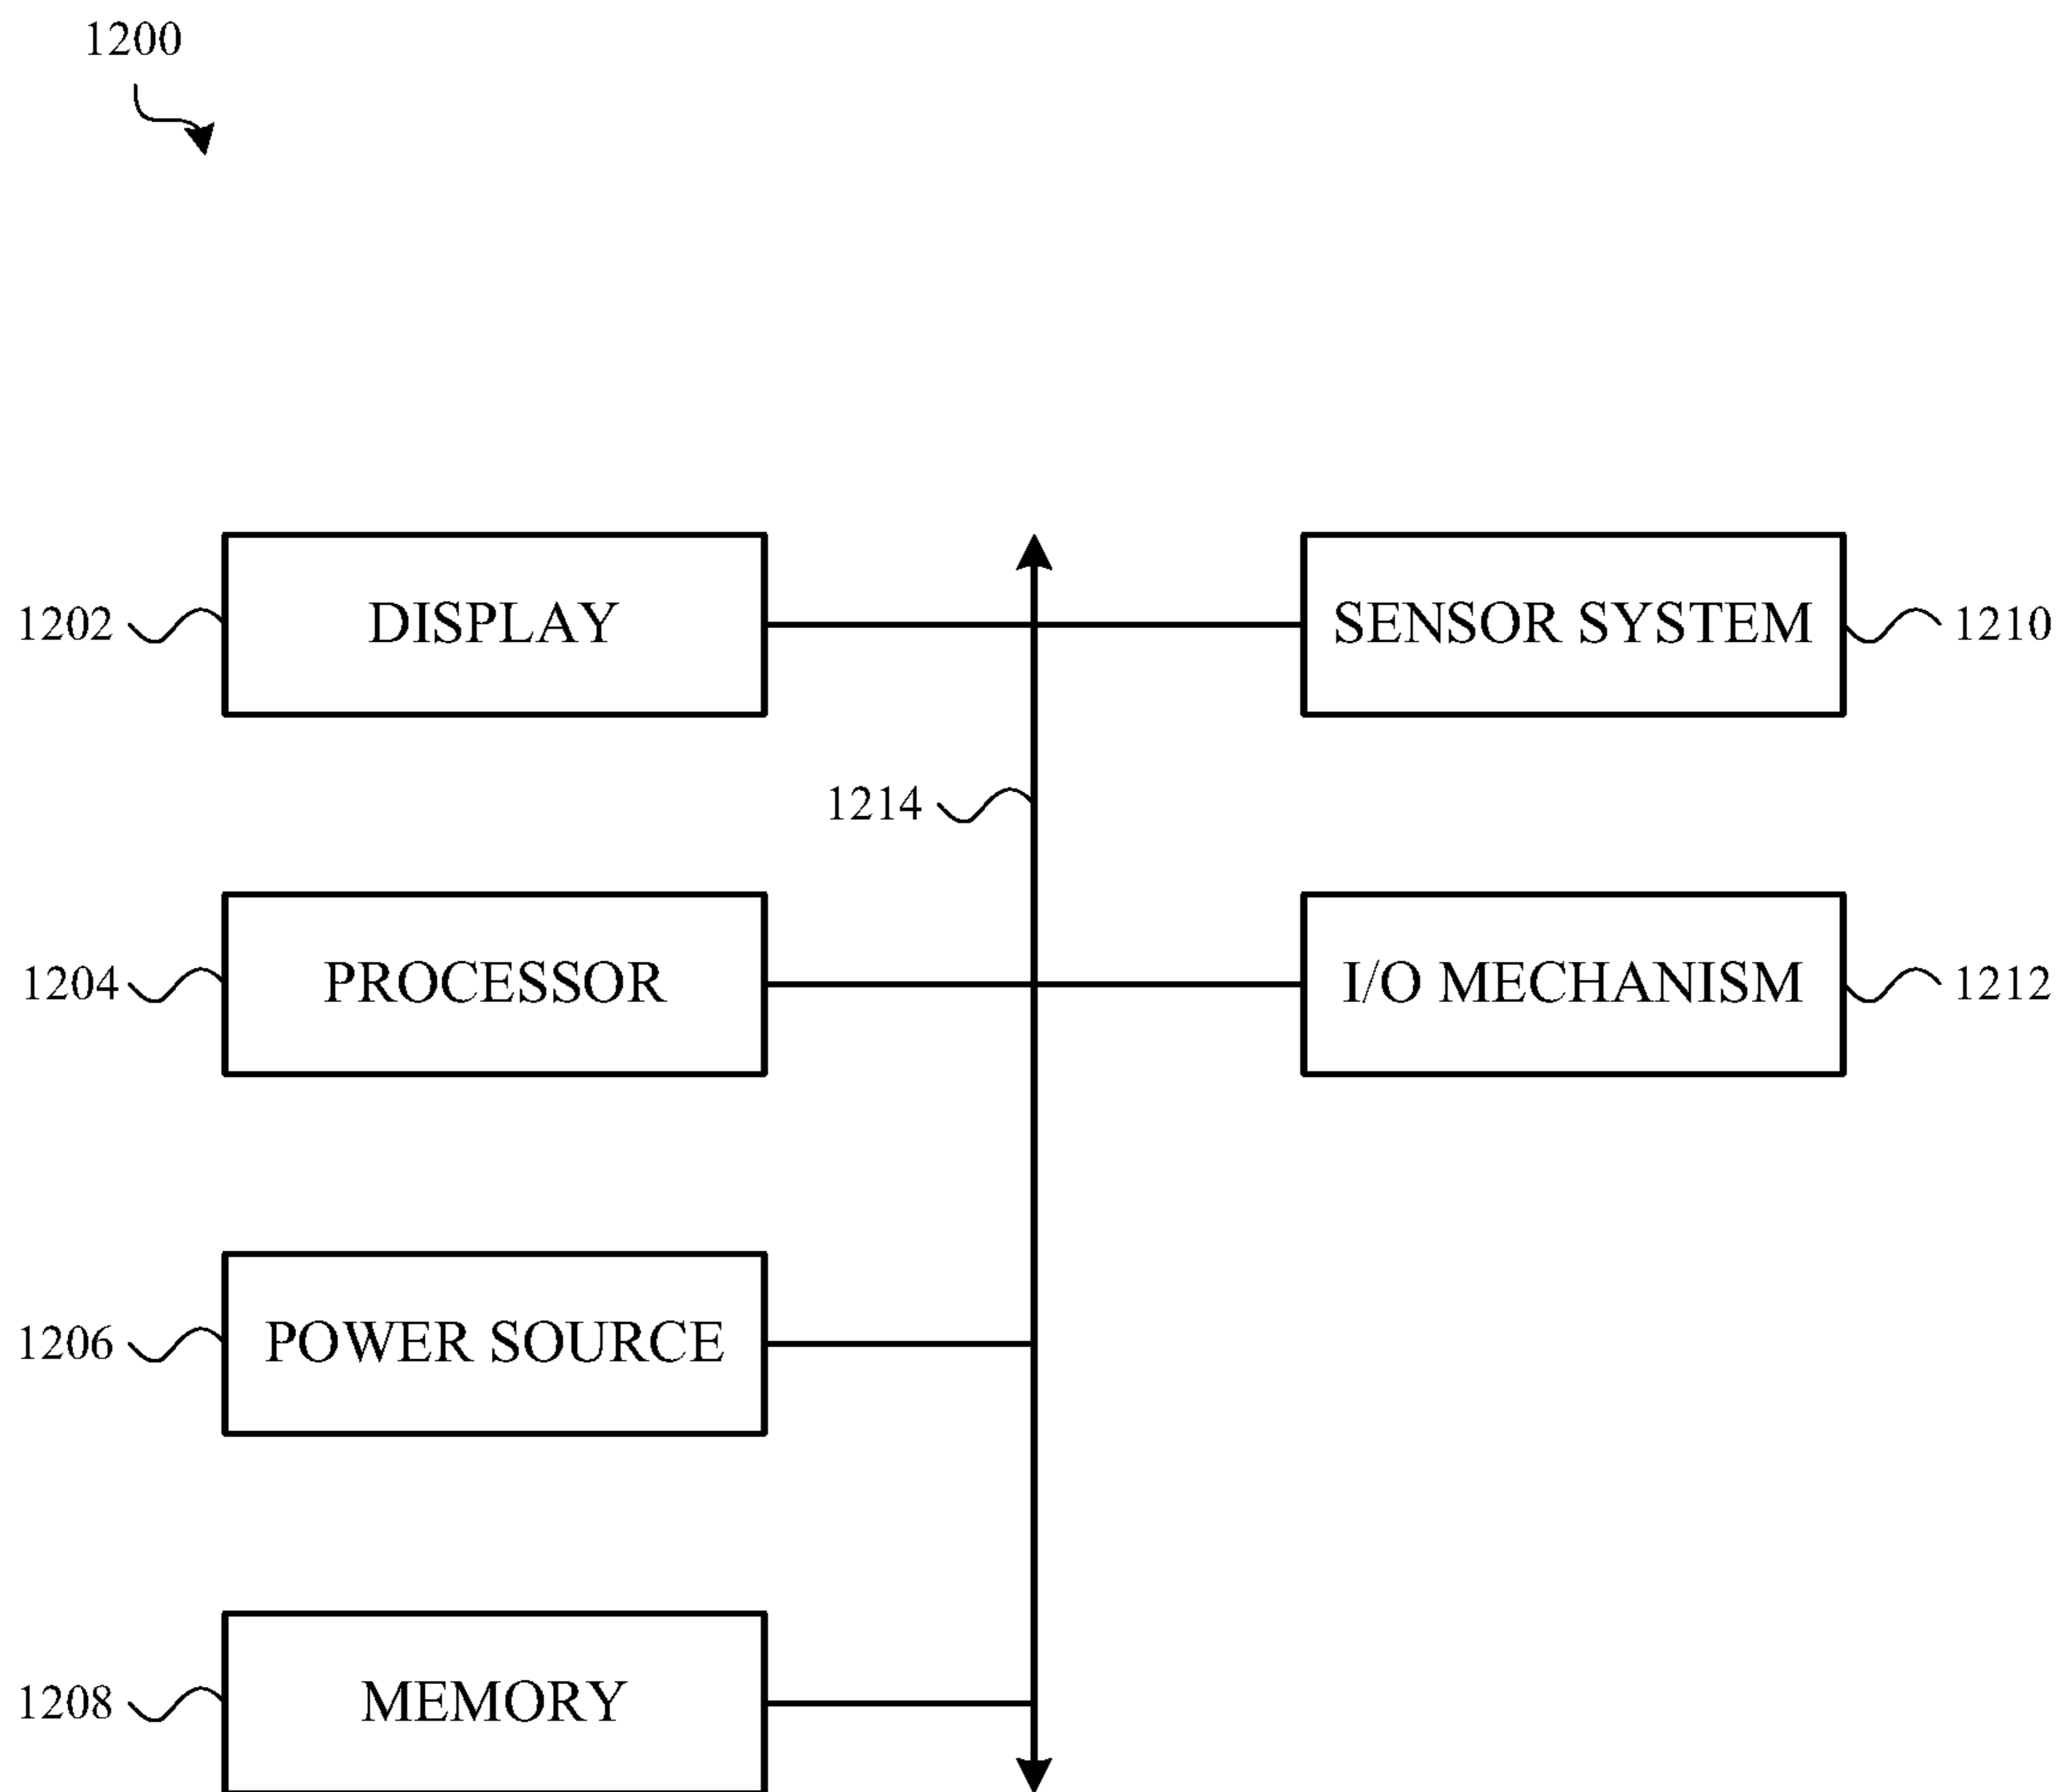 1200
1202 DISPLAY SENSOR SYSTEM 1210
1214
1204 PROCESSOR I/O MECHANISM 1212
1206 POWER SOURCE
1208 MEMORY